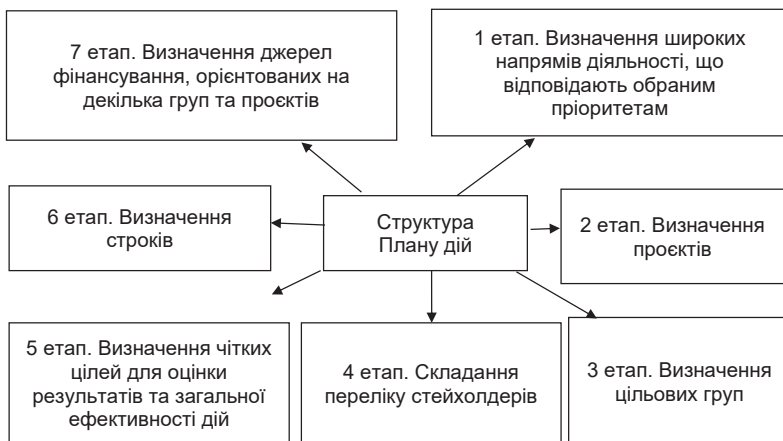 7 етап. Визначення джерел
фінансування, орієнтованих на
декілька груп та проєктів
1 етап. Визначення широких
напрямів діяльності, що
відповідають обраним
пріоритетам
6 етап. Визначення
строків
Структура
Плану дій
2 етап. Визначення
проєктів
5 етап. Визначення чітких
цілей для оцінки
результатів та загальної
ефективності дій
4 етап. Складання
переліку стейхолдерів
3 етап. Визначення
цільових груп